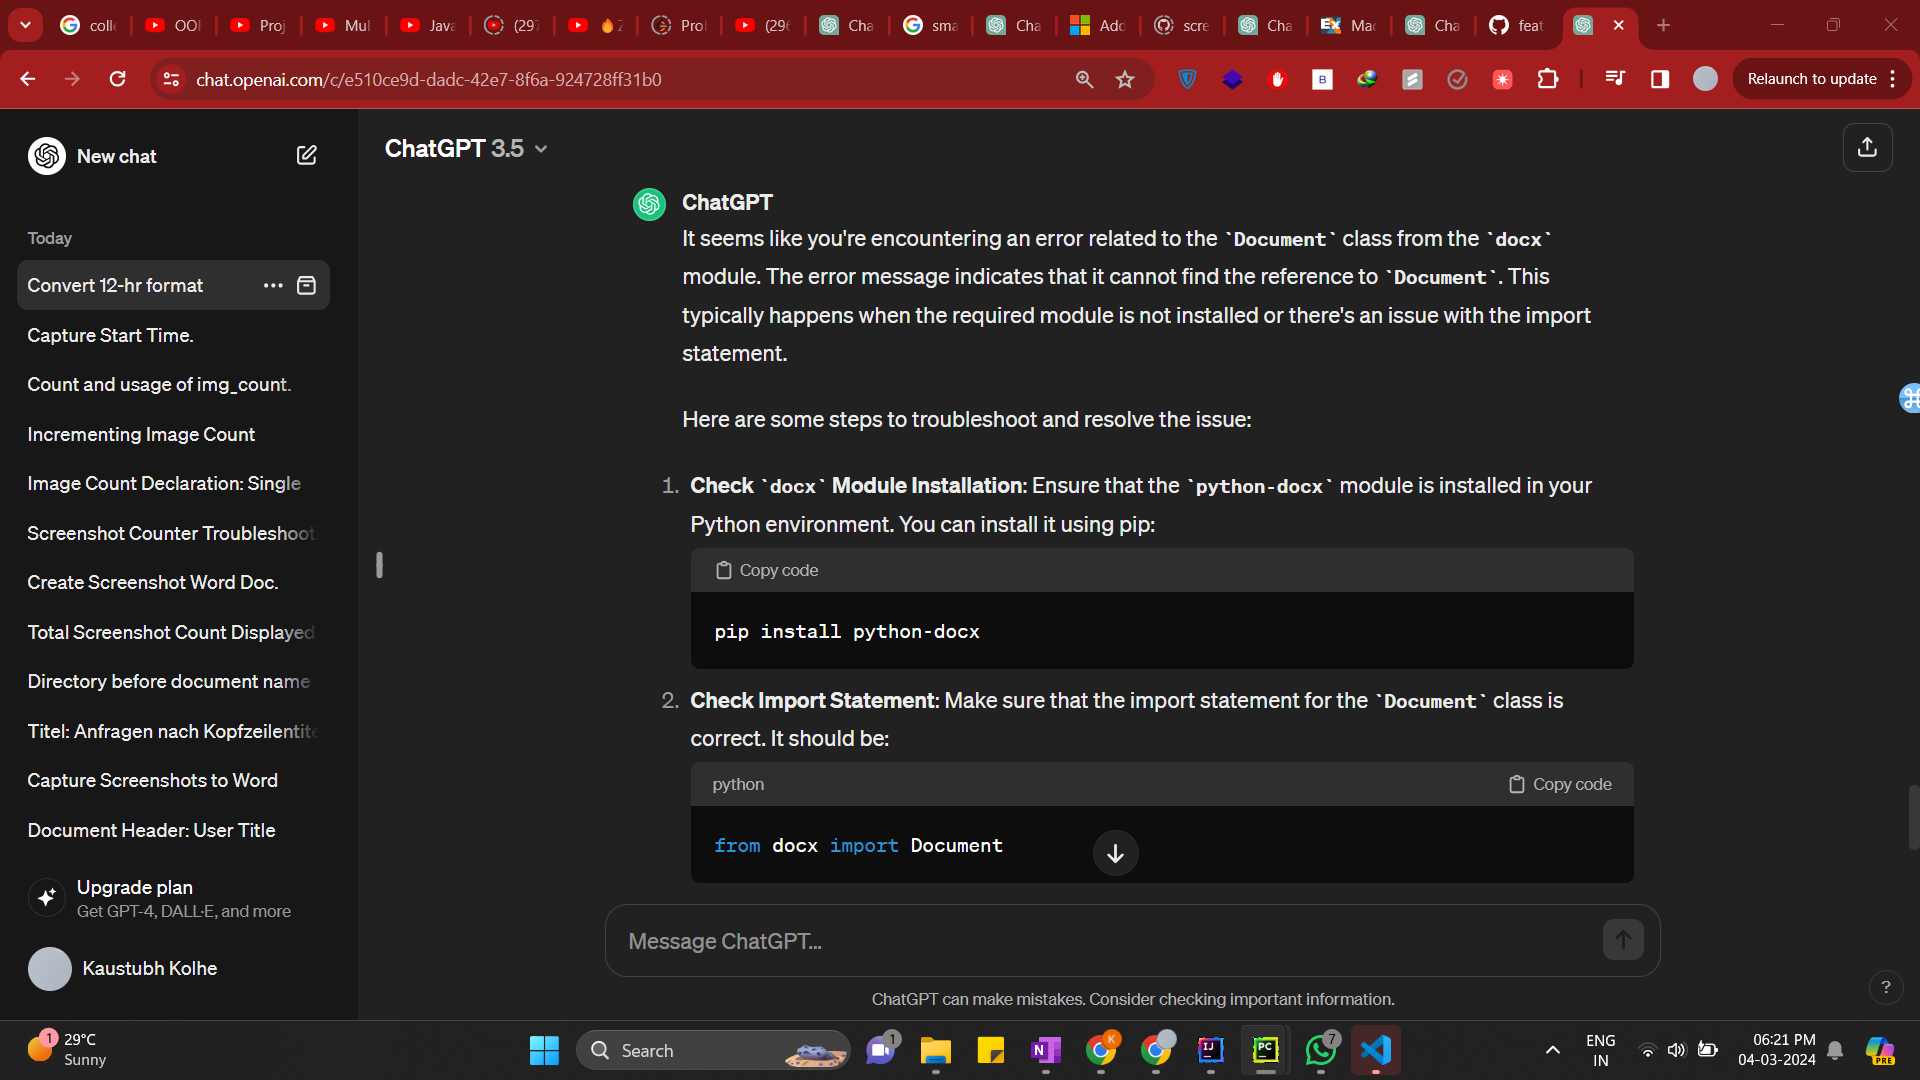 coll
OOI
Proj
Mul
Java
(297
Z
Pro
(296
Cha
sma
Cha
Add
scre
Cha
Mac
Cha
feat
chat.openai.com/c/e510ce9d-dadc-42e7-8f6a-924728ff31b0
Relaunch to update
New chat
ChatGPT 3.5
Today
Convert 12-hr format
Capture Start Time.
Count and usage of img_count.
Incrementing Image Count
Image Count Declaration: Single
Screenshot Counter Troubleshoot
Create Screenshot Word Doc.
Total Screenshot Count Displayed
Directory before document name
Titel: Anfragen nach Kopfzeilentite
Capture Screenshots to Word
Document Header: User Title
Upgrade plan
Get GPT-4, DALL·E, and more
Kaustubh Kolhe
ChatGPT
It seems like you're encountering an error related to the `Document` class from the `docx`
module. The error message indicates that it cannot find the reference to `Document`. This
typically happens when the required module is not installed or there's an issue with the import
statement.
Here are some steps to troubleshoot and resolve the issue:
1. Check `docx` Module Installation: Ensure that the `python-docx` module is installed in your
Python environment. You can install it using pip:
Copy code
pip install python-docx
2. Check Import Statement: Make sure that the import statement for the `Document` class is
correct. It should be:
python
Copy code
from docx import Document
Message ChatGPT...
ChatGPT can make mistakes. Consider checking important information.
?
1
29°C
Sunny
Search
1
K
7
ENG
IN
06:21 PM
04-03-2024
PRE